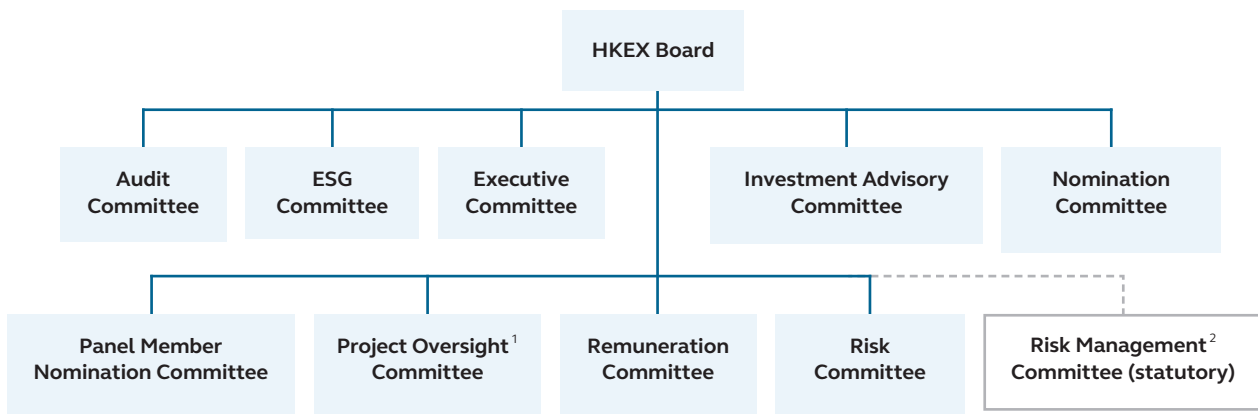 HKEX Board
Audit
Committee
ESG
Committee
Executive
Committee
Investment Advisory
Committee
Nomination
Committee
Panel Member
Nomination Committee
Project Oversight 1
Committee
Remuneration
Committee
Risk
Committee
Risk Management 2
Committee (statutory)